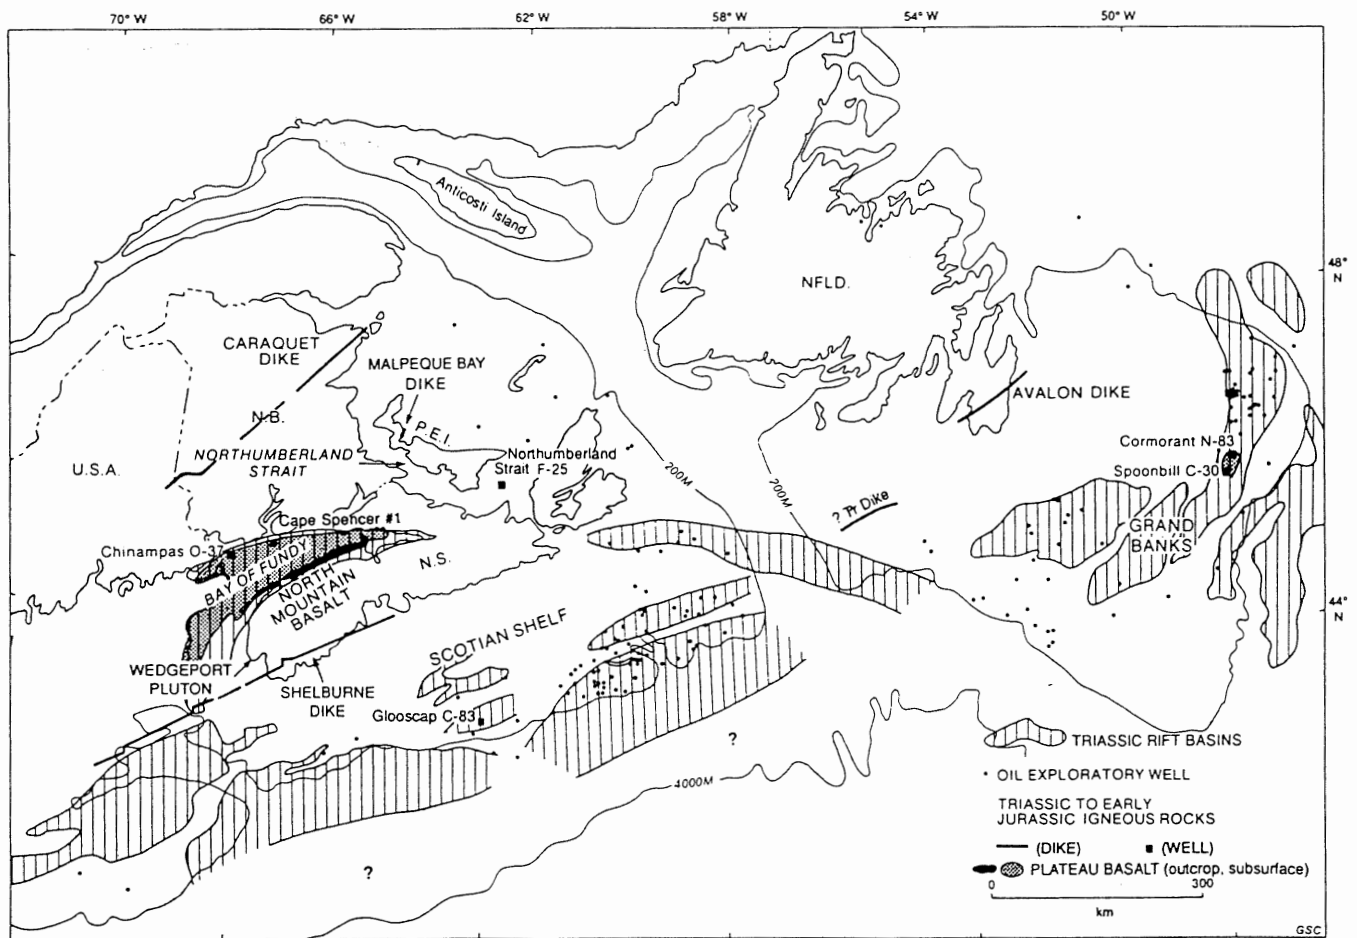 70° W
66° W
62° W
58° W
54° W
50° W
Anticosti Island
NFLD.
48°
N
CARAQUET
DIKE
MALPEQUE BAY
DIKE
N.B.
P.E.I.
AVALON DIKE
U.S.A.
NORTHUMBERLAND
STRAIT
Northumberland
Strait F-25
200M
200M
Cormorant N-83
Spoonbill C-30
? Tr Dike
GRAND
BANKS
Cape Spencer #1
Chinampas O-37
BAY OF FUNDY
NORTH
MOUNTAIN
BASALT
N.S.
44°
N
SCOTIAN SHELF
WEDGEPORT
PLUTON
SHELBURNE
DIKE
Glooscap C-83
?
4000M
?
TRIASSIC RIFT BASINS
OIL EXPLORATORY WELL
TRIASSIC TO EARLY
JURASSIC IGNEOUS ROCKS
(DIKE)
(WELL)
PLATEAU BASALT (outcrop, subsurface)
0
300
km
GSC